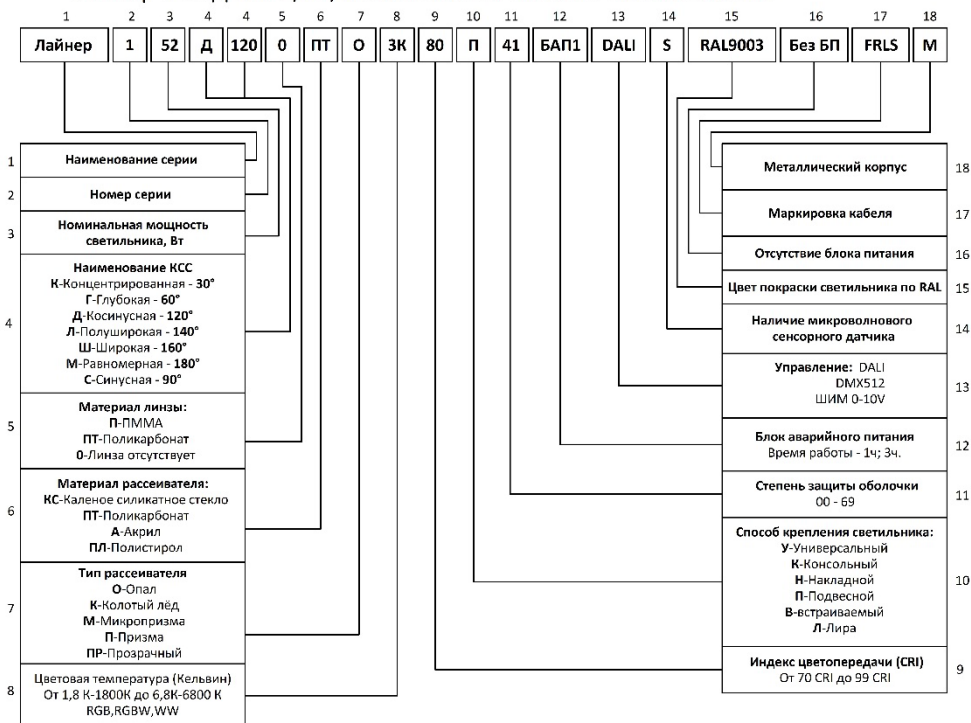 1 2 3 4 5 6 7 8 9 10 11 12 13 14 15 16 17 18
Лайнер 1 52 Д 120 0 ПТ О 3К 80 П 41 БАП1 DALI S RAL9003 Без БП FRLS М
1 Наименование серии
2 Номер серии
3 Номинальная мощность
светильника, Вт
4 Наименование КСС
К-Концентрированная - 30°
Г-Глубокая - 60°
Д-Косинусная - 120°
Л-Полуширокая - 140°
Ш-Широкая - 160°
М-Равномерная - 180°
С-Синусная - 90°
5 Материал линзы:
П-ПММА
ПТ-Поликарбонат
0-Линза отсутствует
6 Материал рассеивателя:
КС-Каленое силикатное стекло
ПТ-Поликарбонат
А-Акрил
ПЛ-Полистирол
7 Тип рассеивателя
О-Опал
К-Колотый лёд
М-Микропризма
П-Призма
ПР-Прозрачный
8 Цветовая температура (Кельвин)
От 1,8 К-1800К до 6,8К-6800 К
RGB,RGBW,WW
Металлический корпус 18
Маркировка кабеля 17
Отсутствие блока питания 16
Цвет покраски светильника по RAL 15
Наличие микроволнового
сенсорного датчика 14
Управление: DALI
DMX512
ШИМ 0-10V 13
Блок аварийного питания
Время работы - 1ч; 3ч. 12
Степень защиты оболочки
00 - 69 11
Способ крепления светильника:
У-Универсальный
К-Консольный
Н-Накладной
П-Подвесной
В-встраиваемый
Л-Лира
10
Индекс цветопередачи (CRI)
От 70 CRI до 99 CRI 9